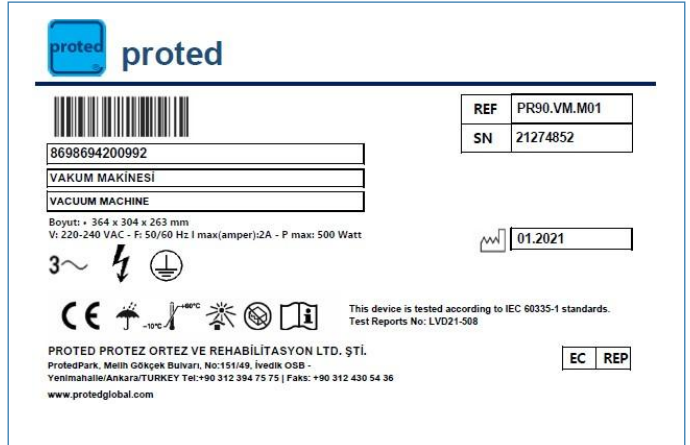 proted
proted
REF PR90.VM.M01
SN 21274852
8698694200992
VAKUM MAKİNESİ
VACUUM MACHINE
Boyut: • 364 x 304 x 263 mm
V: 220-240 VAC - F: 50/60 Hz I max(amper):2A - P max: 500 Watt
01.2021
3~
CE
-10°C +60°C
i
This device is tested according to IEC 60335-1 standards.
Test Reports No: LVD21-508
PROTED PROTEZ ORTEZ VE REHABİLİTASYON LTD. ŞTİ.
EC REP
ProtedPark, Melih Gökçek Bulvarı, No:151/49, İvedik OSB -
Yenimahalle/Ankara/TURKEY Tel:+90 312 394 75 75 | Faks: +90 312 430 54 36
www.protedglobal.com